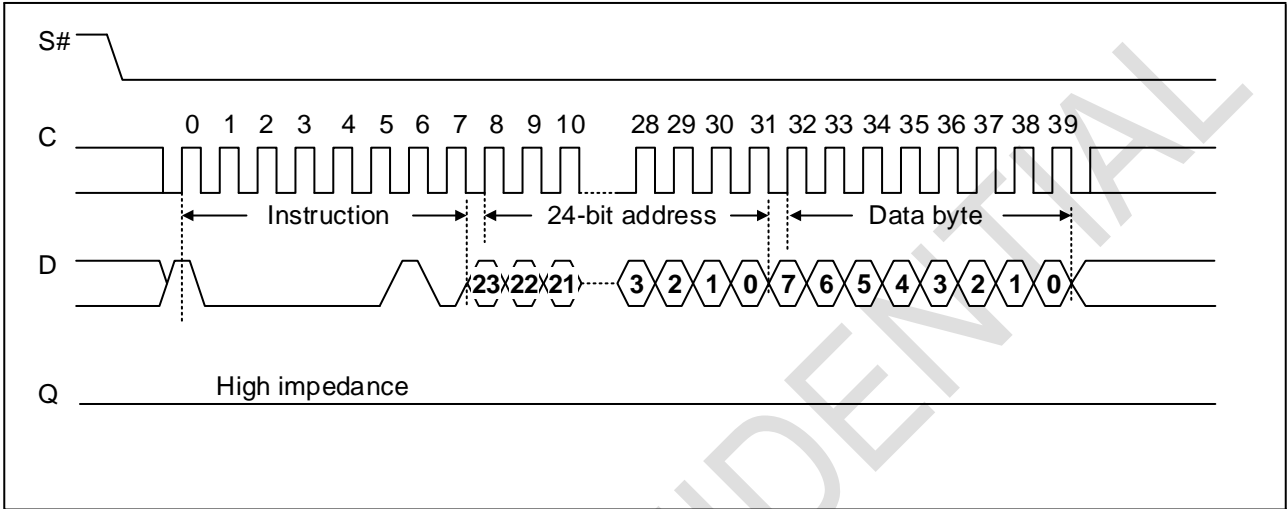 S#
C 0 1 2 3 4 5 6 7 8 9 10 28 29 30 31 32 33 34 35 36 37 38 39
Instruction 24-bit address Data byte
D 23 22 21 3 2 1 0 7 6 5 4 3 2 1 0
High impedance
Q